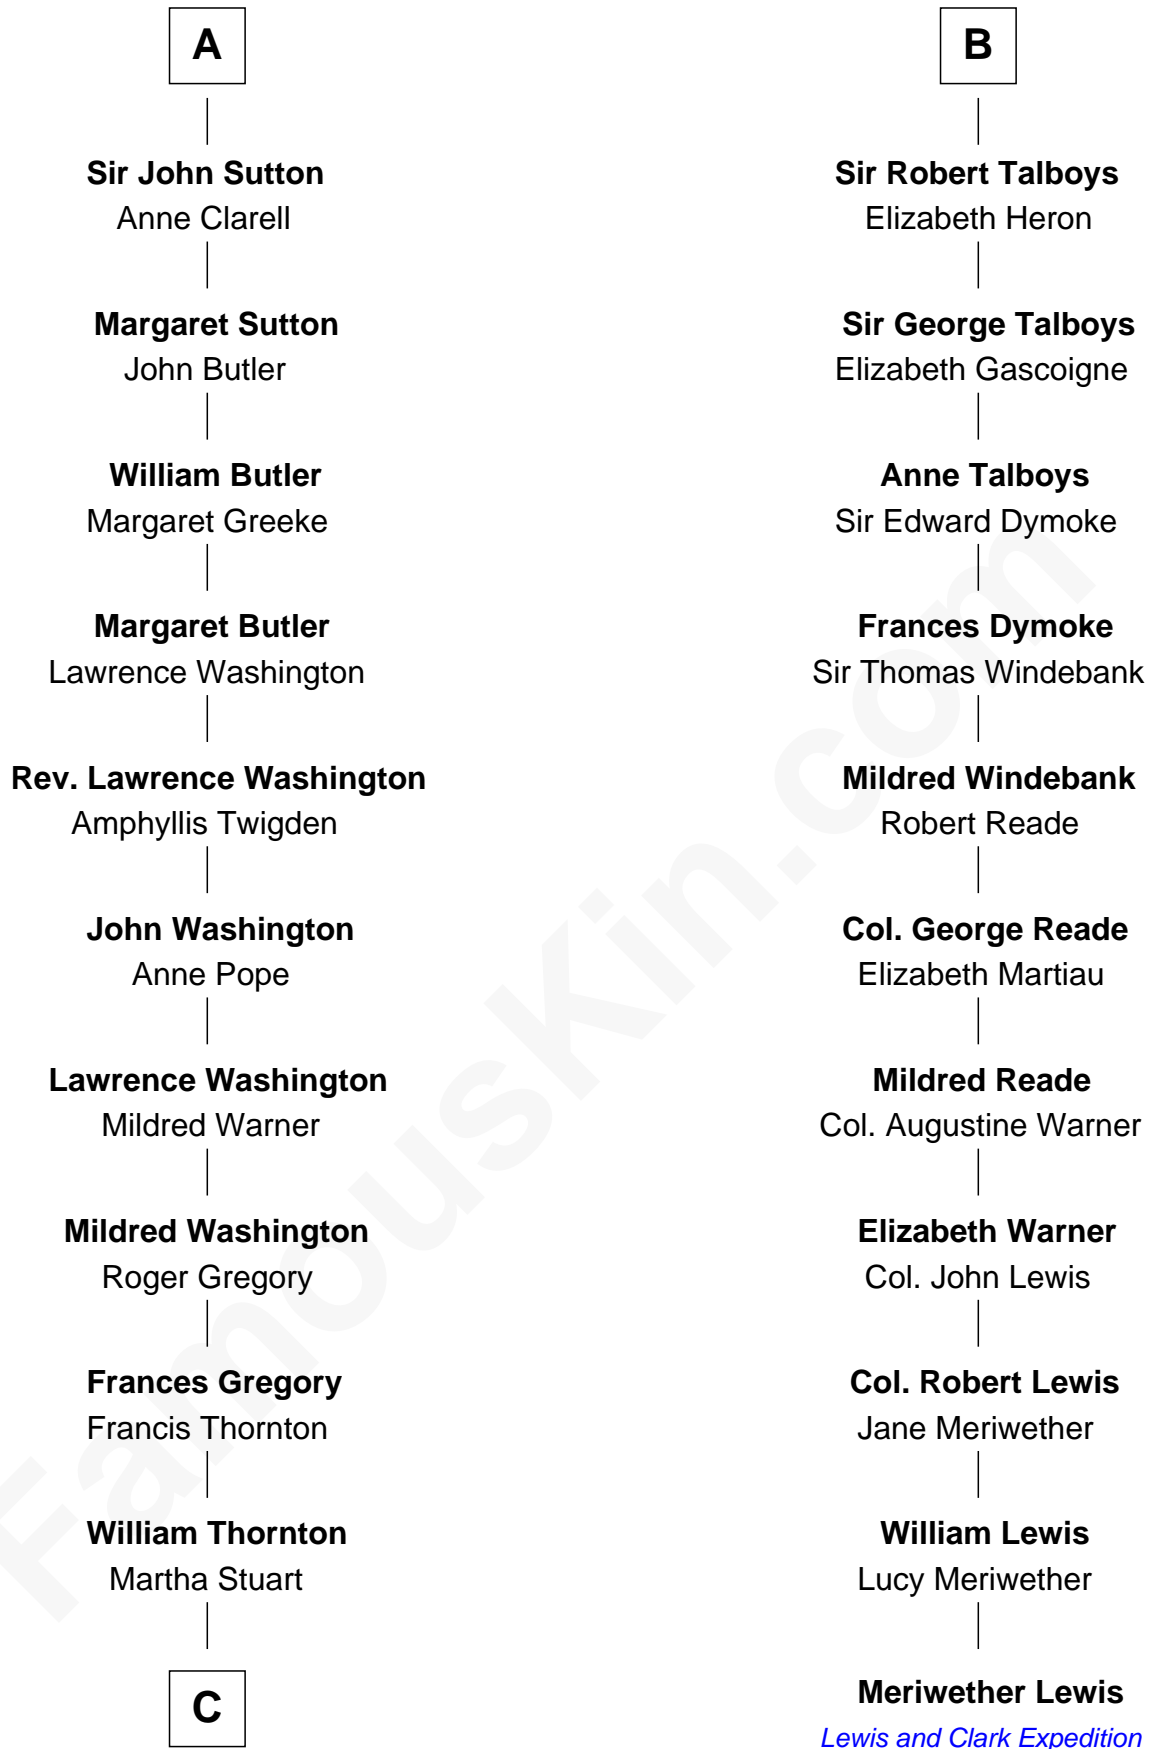 A
Sir John Sutton
Anne Clarell
Margaret Sutton
John Butler
William Butler
Margaret Greeke
Margaret Butler
Lawrence Washington
Rev. Lawrence Washington
Amphyllis Twigden
John Washington
Anne Pope
Lawrence Washington
Mildred Warner
Mildred Washington
Roger Gregory
Frances Gregory
Francis Thornton
William Thornton
Martha Stuart
C
B
Sir Robert Talboys
Elizabeth Heron
Sir George Talboys
Elizabeth Gascoigne
Anne Talboys
Sir Edward Dymoke
Frances Dymoke
Sir Thomas Windebank
Mildred Windebank
Robert Reade
Col. George Reade
Elizabeth Martiau
Mildred Reade
Col. Augustine Warner
Elizabeth Warner
Col. John Lewis
Col. Robert Lewis
Jane Meriwether
William Lewis
Lucy Meriwether
Meriwether Lewis
Lewis and Clark Expedition
FamousKin.com